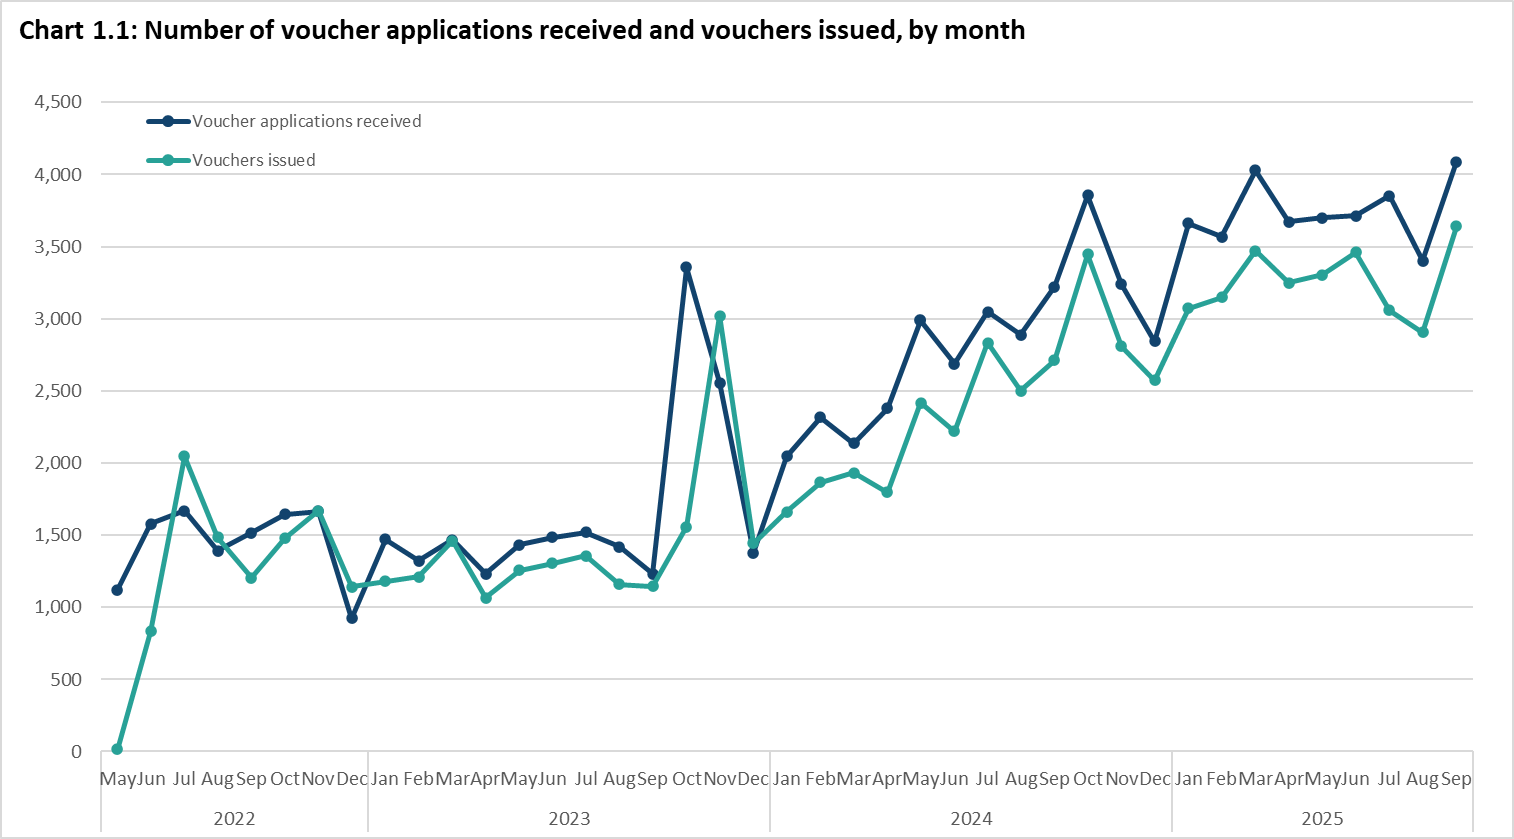 Chart 1.1: Number of voucher applications received and vouchers issued, by month
4,500
Voucher applications received
Vouchers issued
4,000
3,500
3,000
2,500
2,000
1,500
1,000
500
0
May Jun Jul Aug Sep Oct Nov Dec Jan Feb Mar Apr May Jun Jul Aug Sep Oct Nov Dec Jan Feb Mar Apr May Jun Jul Aug Sep Oct Nov Dec Jan Feb Mar Apr May Jun Jul Aug Sep
2022 2023 2024 2025